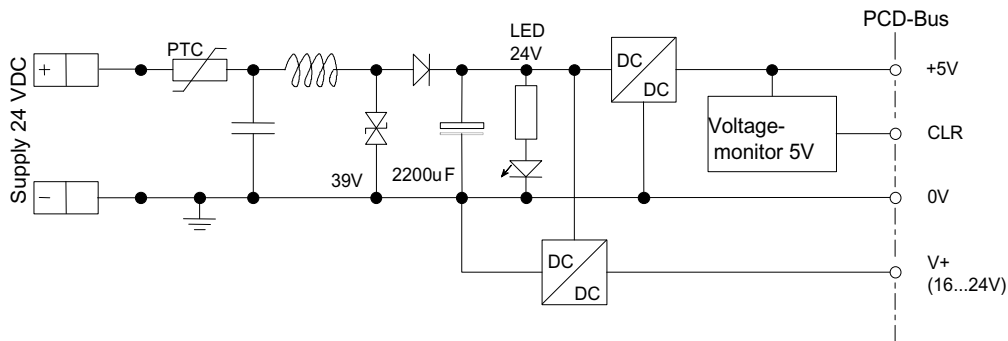 PCD-Bus
LED
24V
PTC
+
DC
DC
+5V
Supply 24 VDC
Voltage-
monitor 5V
CLR
39V
2200uF
−
0V
DC
DC
V+
(16...24V)